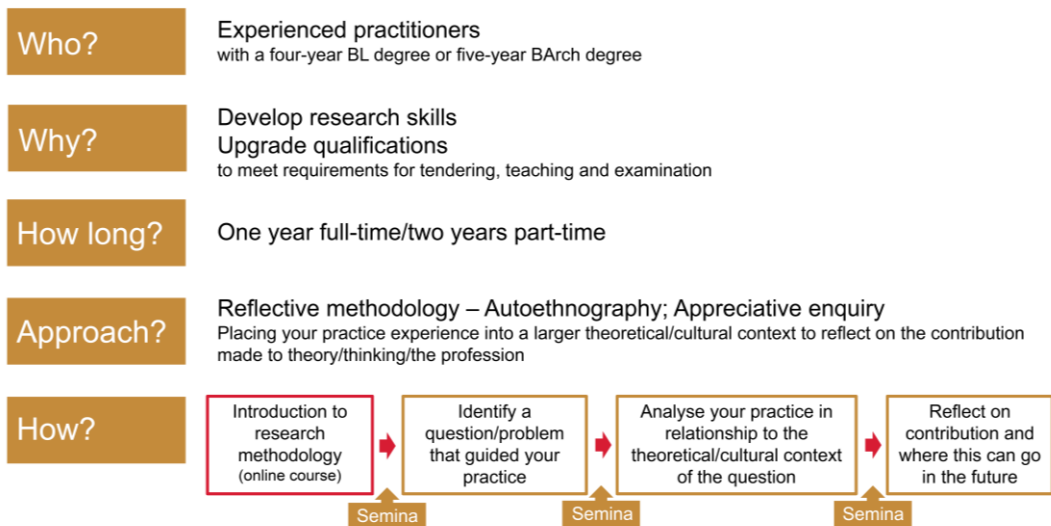 Who?
Experienced practitioners
with a four-year BL degree or five-year BArch degree
Why?
Develop research skills
Upgrade qualifications
to meet requirements for tendering, teaching and examination
How long?
One year full-time/two years part-time
Approach?
Reflective methodology – Autoethnography; Appreciative enquiry
Placing your practice experience into a larger theoretical/cultural context to reflect on the contribution
made to theory/thinking/the profession
How?
Introduction to
research
methodology
(online course)
Identify a
question/problem
that guided your
practice
Analyse your practice in
relationship to the
theoretical/cultural context
of the question
Reflect on
contribution and
where this can go
in the future
Semina
Semina
Semina